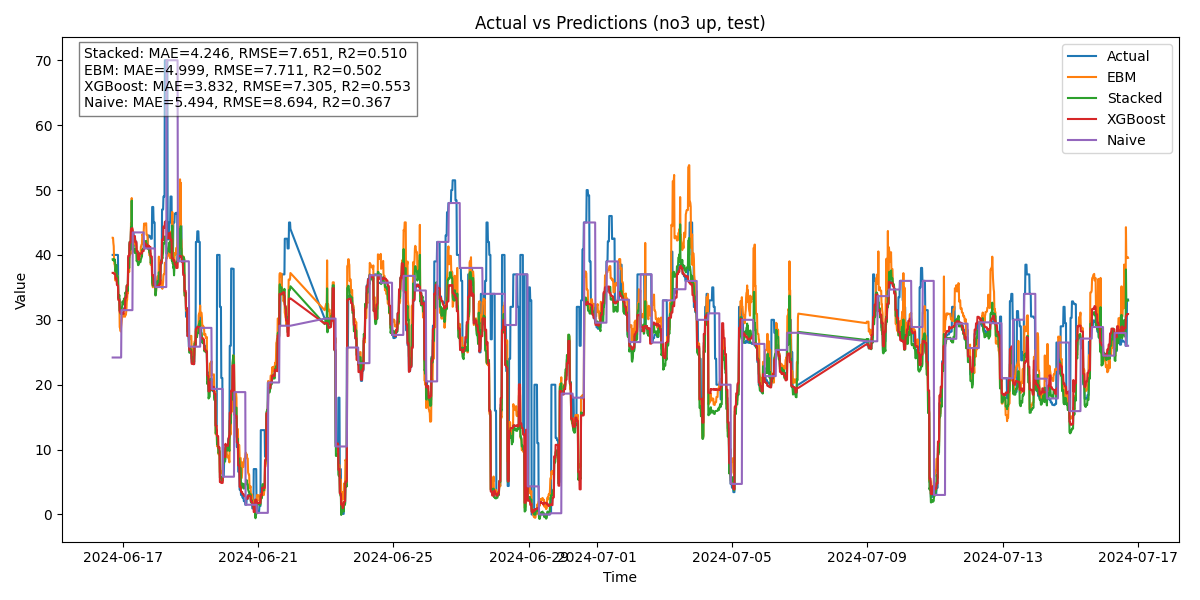 Actual vs Predictions (no3 up, test)
Stacked: MAE=4.246, RMSE=7.651, R2=0.510
EBM: MAE=4.999, RMSE=7.711, R2=0.502
XGBoost: MAE=3.832, RMSE=7.305, R2=0.553
Naive: MAE=5.494, RMSE=8.694, R2=0.367
Actual
EBM
Stacked
XGBoost
Naive
Value
70
60
50
40
30
20
10
0
2024-06-17 2024-06-21 2024-06-25 2024-06-29 2024-07-01 2024-07-05 2024-07-09 2024-07-13 2024-07-17
Time